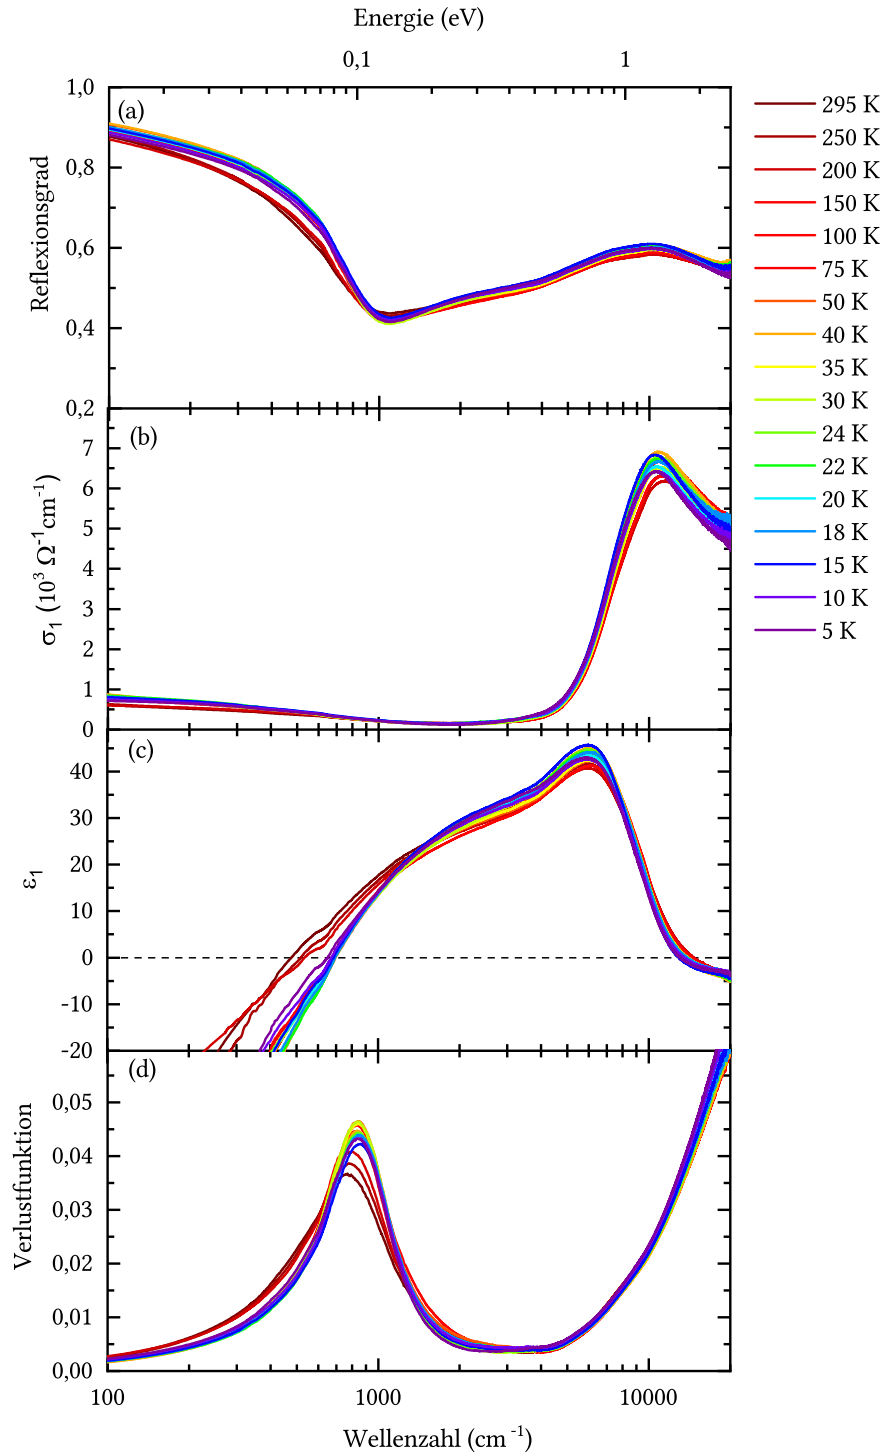 Energie (eV)
0,1 1
1,0
0,8
0,6
0,4
0,2
Reflexionsgrad
(a)
7
6
5
4
3
2
1
0
σ1 (10³ Ω-1cm-1)
(b)
40
30
20
10
0
-10
-20
ε1
(c)
0,05
0,04
0,03
0,02
0,01
0,00
Verlustfunktion
(d)
100 1000 10000
Wellenzahl (cm-1)
295 K
250 K
200 K
150 K
100 K
75 K
50 K
40 K
35 K
30 K
24 K
22 K
20 K
18 K
15 K
10 K
5 K